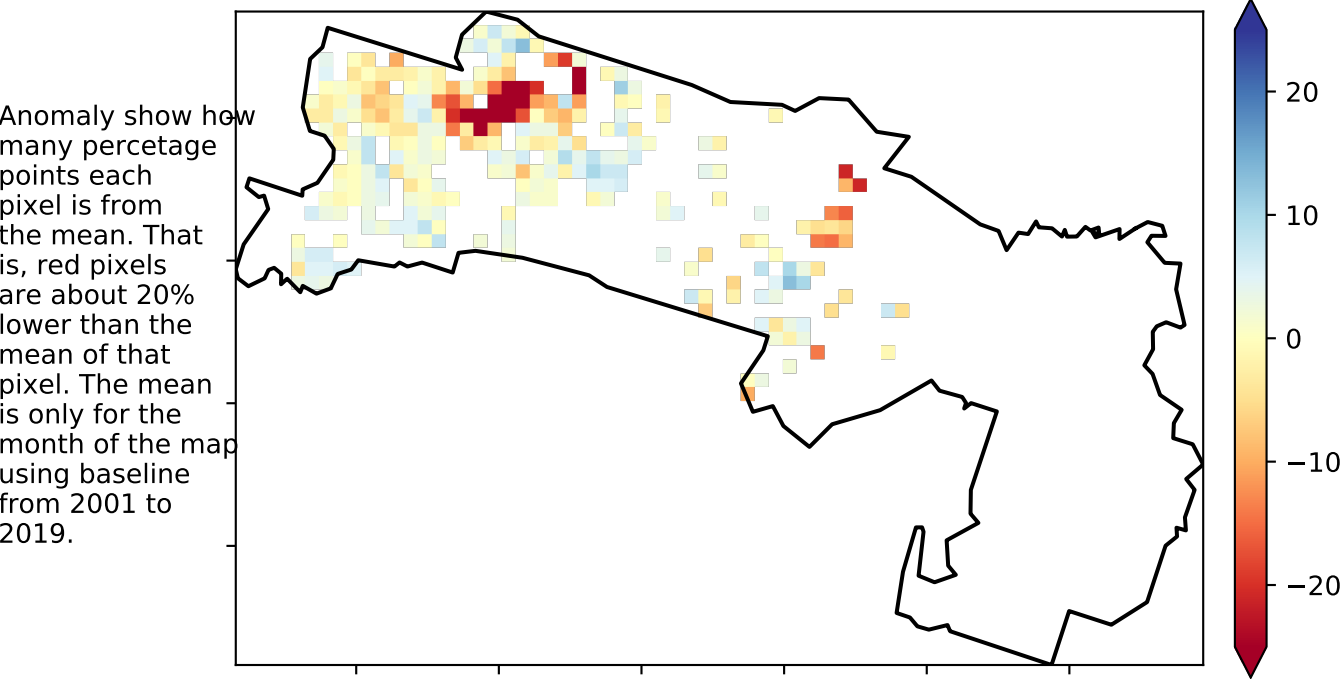 Anomaly show how
many percetage
points each
pixel is from
the mean. That
is, red pixels
are about 20%
lower than the
mean of that
pixel. The mean
is only for the
month of the map
using baseline
from 2001 to
2019.
20
10
0
−10
−20